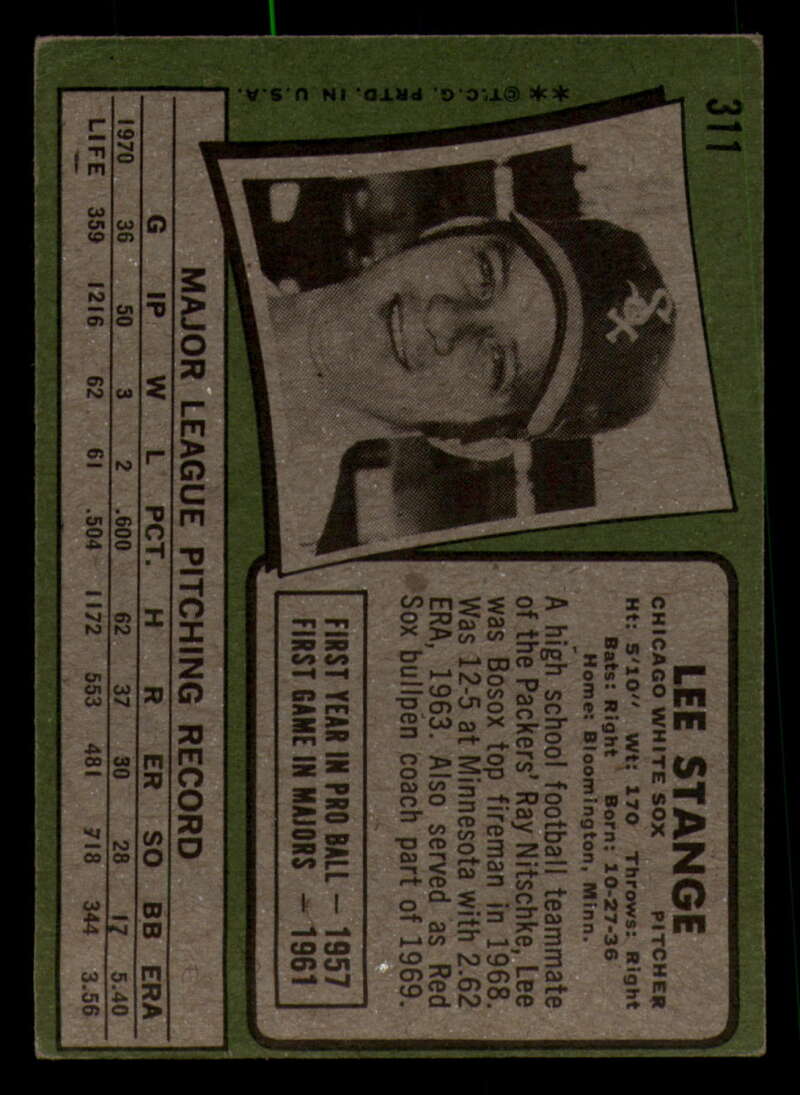 311
** ©T.C.G. PRTD. IN U.S.A.
LEE STANGE
CHICAGO WHITE SOX PITCHER
Ht: 5'10" Wt: 170 Throws: Right
Bats: Right Born: 10-27-36
Home: Bloomington, Minn.
A high school football teammate
of the Packers' Ray Nitschke, Lee
was Bosox top fireman in 1968.
Was 12-5 at Minnesota with 2.62
ERA, 1963. Also served as Red
Sox bullpen coach part of 1969.
FIRST YEAR IN PRO BALL — 1957
FIRST GAME IN MAJORS — 1961
MAJOR LEAGUE PITCHING RECORD
G IP W L PCT. H R ER SO BB ERA
1970 36 50 3 2 .600 62 37 30 28 17 5.40
LIFE 359 1216 62 61 .504 1172 553 481 718 344 3.56